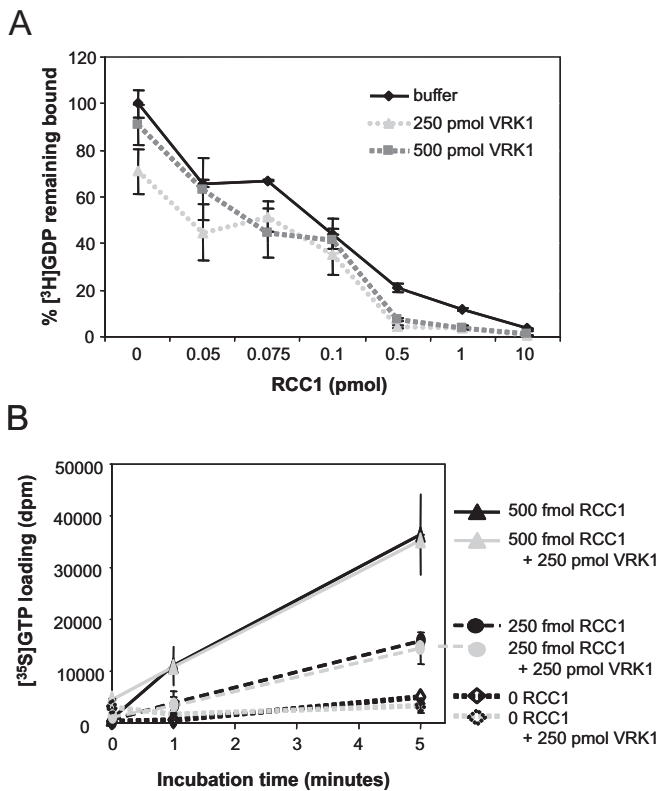 A
% [³H]GDP remaining bound
120
100
80
60
40
20
0
buffer
250 pmol VRK1
500 pmol VRK1
0 0.05 0.075 0.1 0.5 1 10
RCC1 (pmol)
B
[³⁵S]GTP loading (dpm)
50000
40000
30000
20000
10000
0
0 1 2 3 4 5
Incubation time (minutes)
500 fmol RCC1
500 fmol RCC1
+ 250 pmol VRK1
250 fmol RCC1
250 fmol RCC1
+ 250 pmol VRK1
0 RCC1
0 RCC1
+ 250 pmol VRK1